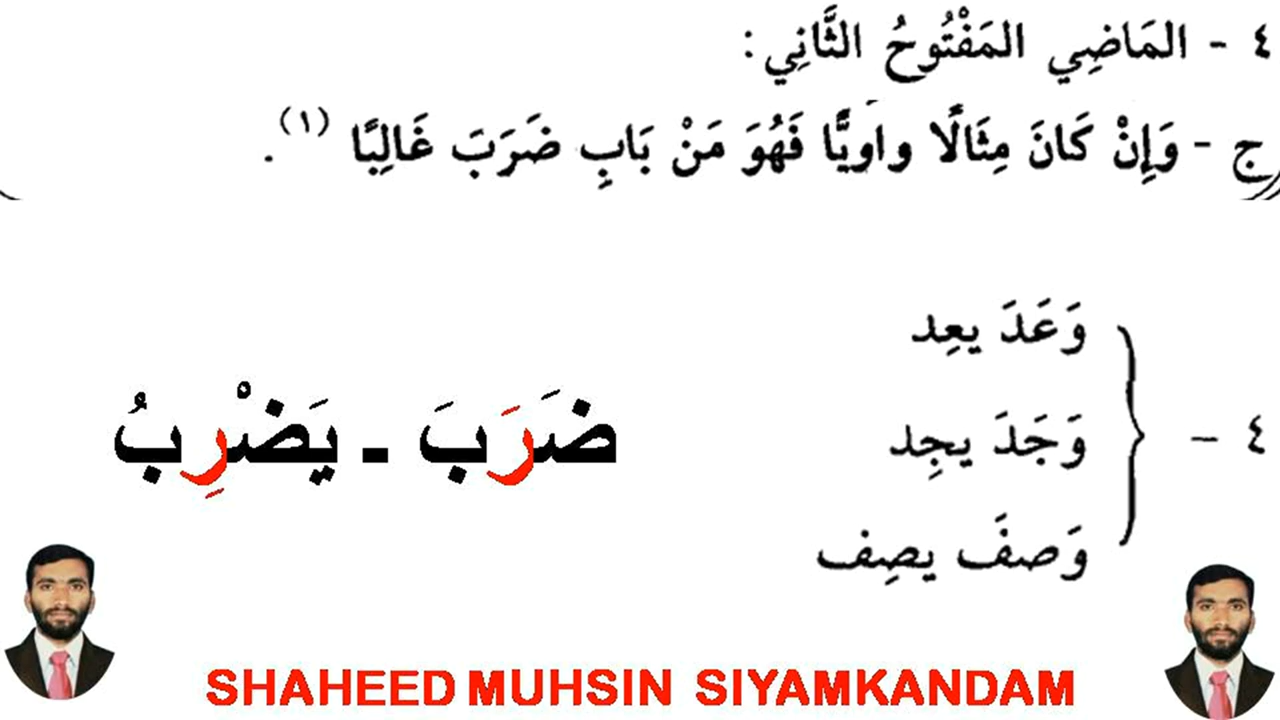 ٤ - المَاضِي المَفْتُوحُ الثَّانِي :
ج - وَإِنْ كَانَ مِثَالًا واوِيًّا فَهُوَ مَنْ بَابِ ضَرَبَ غَالِبًا (١) .
٤ -
وَعَدَ يعِد
وَجَدَ يجِد
وَصفَ يصِف
ضَرَبَ - يَضْرِبُ
SHAHEED MUHSIN SIYAMKANDAM